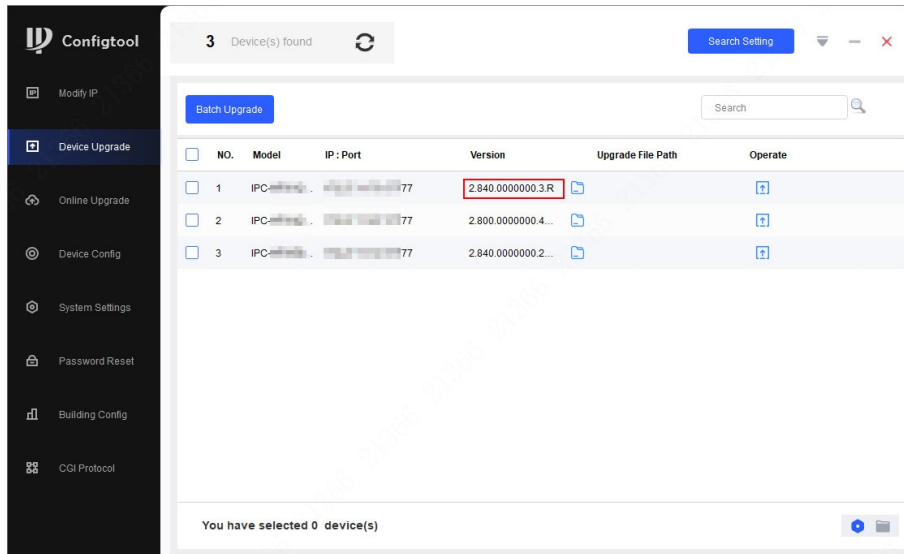 Configtool
3 Device(s) found
Search Setting
Modify IP
Device Upgrade
Online Upgrade
Device Config
System Settings
Password Reset
Building Config
CGI Protocol
Batch Upgrade
Search
NO. Model IP : Port Version Upgrade File Path Operate
1 IPC- 77 2.840.0000000.3.R
2 IPC- 77 2.800.0000000.4...
3 IPC- 77 2.840.0000000.2...
You have selected 0 device(s)
21366 21366